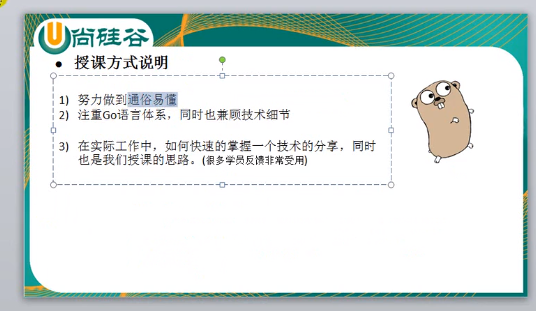 尚硅谷
● 授课方式说明
1) 努力做到通俗易懂
2) 注重Go语言体系，同时也兼顾技术细节
3) 在实际工作中，如何快速的掌握一个技术的分享，同时
也是我们授课的思路。(很多学员反馈非常受用)